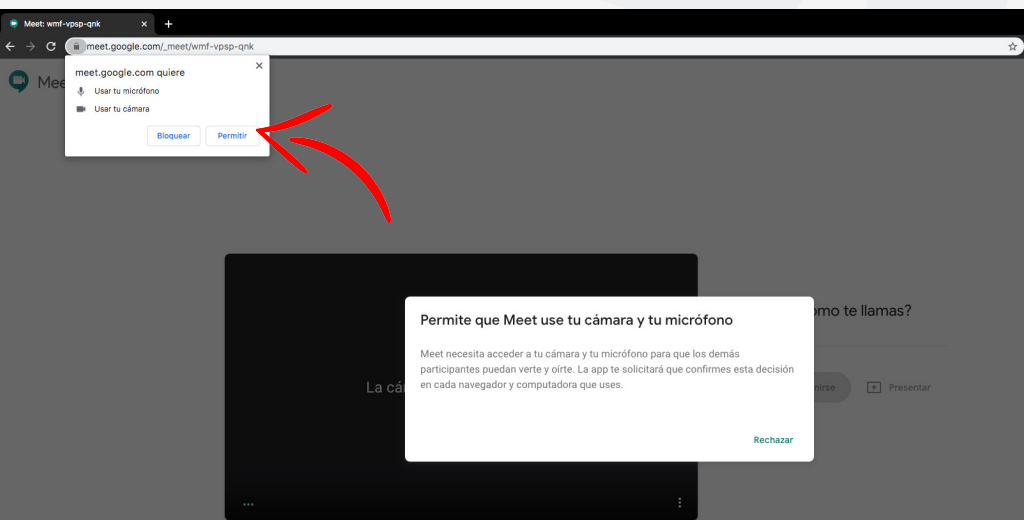 Meet: wmf-vpsp-qnk
meet.google.com/_meet/wmf-vpsp-qnk
meet.google.com quiere
Usar tu micrófono
Usar tu cámara
Bloquear Permitir
Permite que Meet use tu cámara y tu micrófono
Meet necesita acceder a tu cámara y tu micrófono para que los demás
participantes puedan verte y oírte. La app te solicitará que confirmes esta decisión
en cada navegador y computadora que uses.
Rechazar
Mee
La cá
ómo te llamas?
nirse Presentar